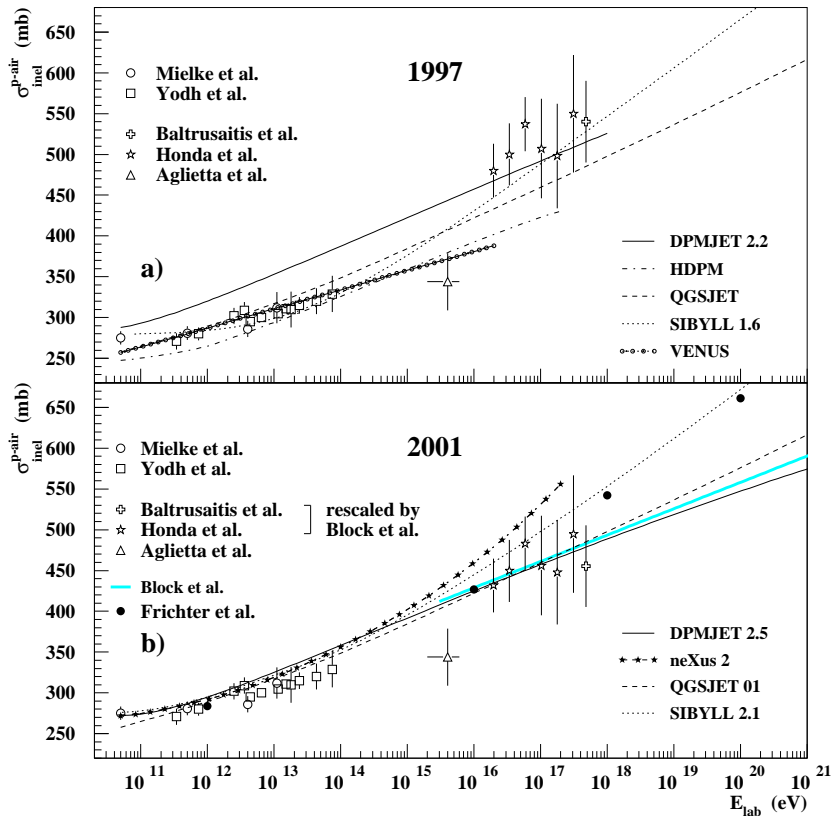 σ inel p-air (mb)
650
600
550
500
450
400
350
300
250
Mielke et al.
Yodh et al.
Baltrusaitis et al.
Honda et al.
Aglietta et al.
1997
a)
DPMJET 2.2
HDPM
QGSJET
SIBYLL 1.6
VENUS
σ inel p-air (mb)
650
600
550
500
450
400
350
300
250
Mielke et al.
Yodh et al.
Baltrusaitis et al.
Honda et al.
Aglietta et al.
rescaled by
Block et al.
Block et al.
Frichter et al.
2001
b)
DPMJET 2.5
neXus 2
QGSJET 01
SIBYLL 2.1
10 11 10 12 10 13 10 14 10 15 10 16 10 17 10 18 10 19 10 20 10 21
E lab (eV)